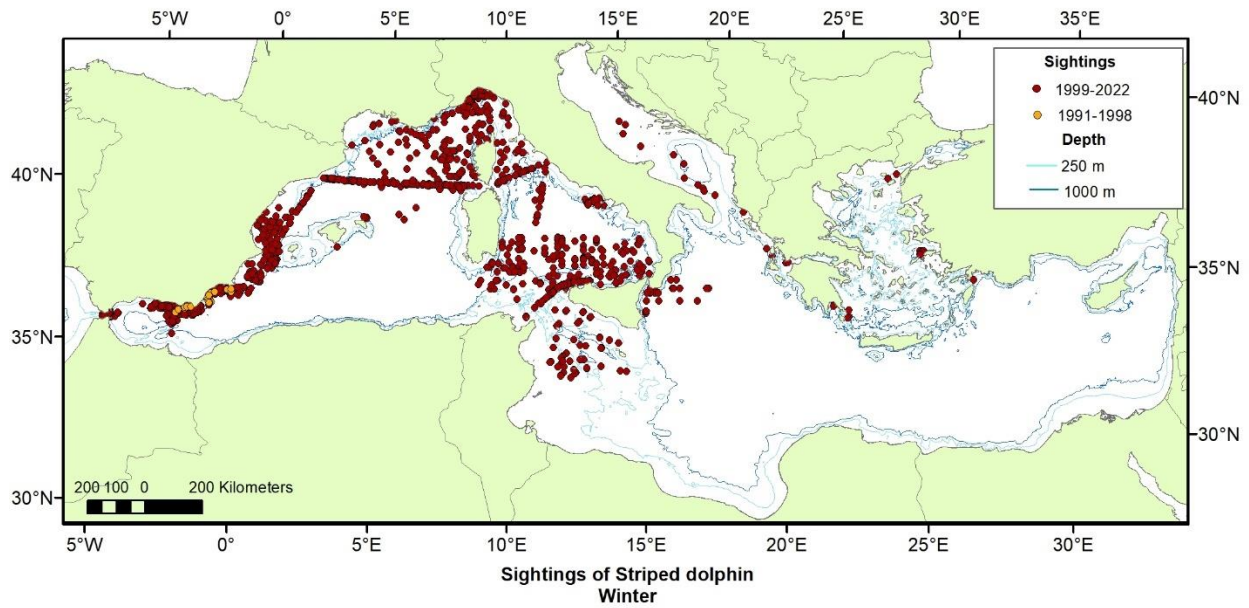 5°W 0° 5°E 10°E 15°E 20°E 25°E 30°E 35°E
Sightings
1999-2022
1991-1998
Depth
250 m
1000 m
40°N
40°N
35°N
35°N
30°N
30°N
200 100 0 200 Kilometers
5°W 0° 5°E 10°E 15°E 20°E 25°E 30°E
Sightings of Striped dolphin
Winter